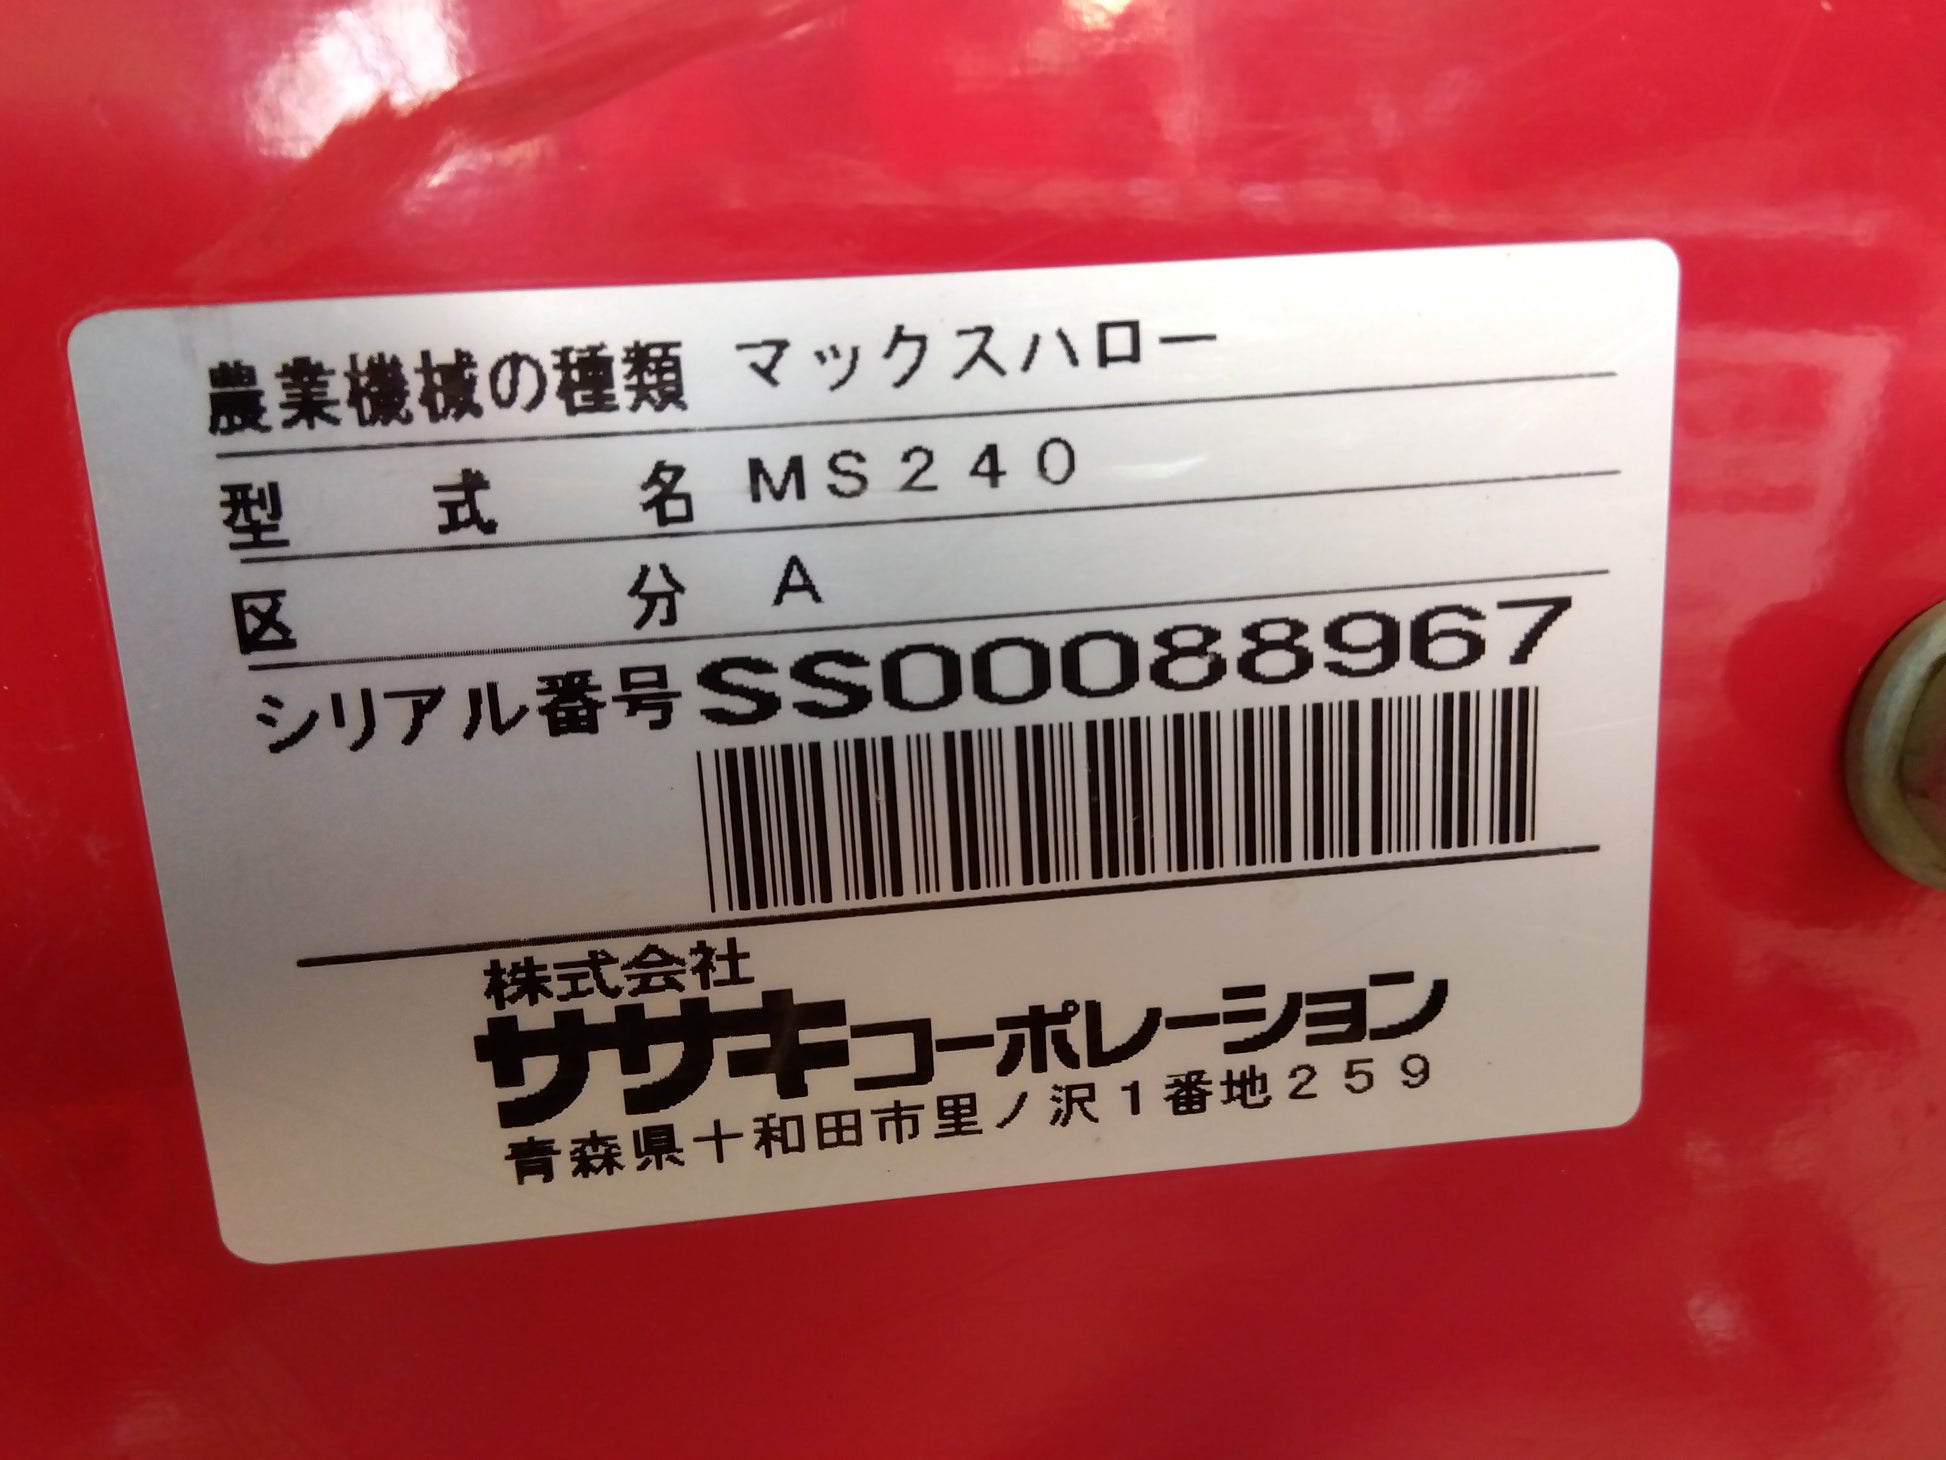 農業機械の種類 マックスハロー
型式名 MS240
区分 A
シリアル番号 SS00088967
株式会社
ササキコーポレーション
青森県十和田市里ノ沢1番地259